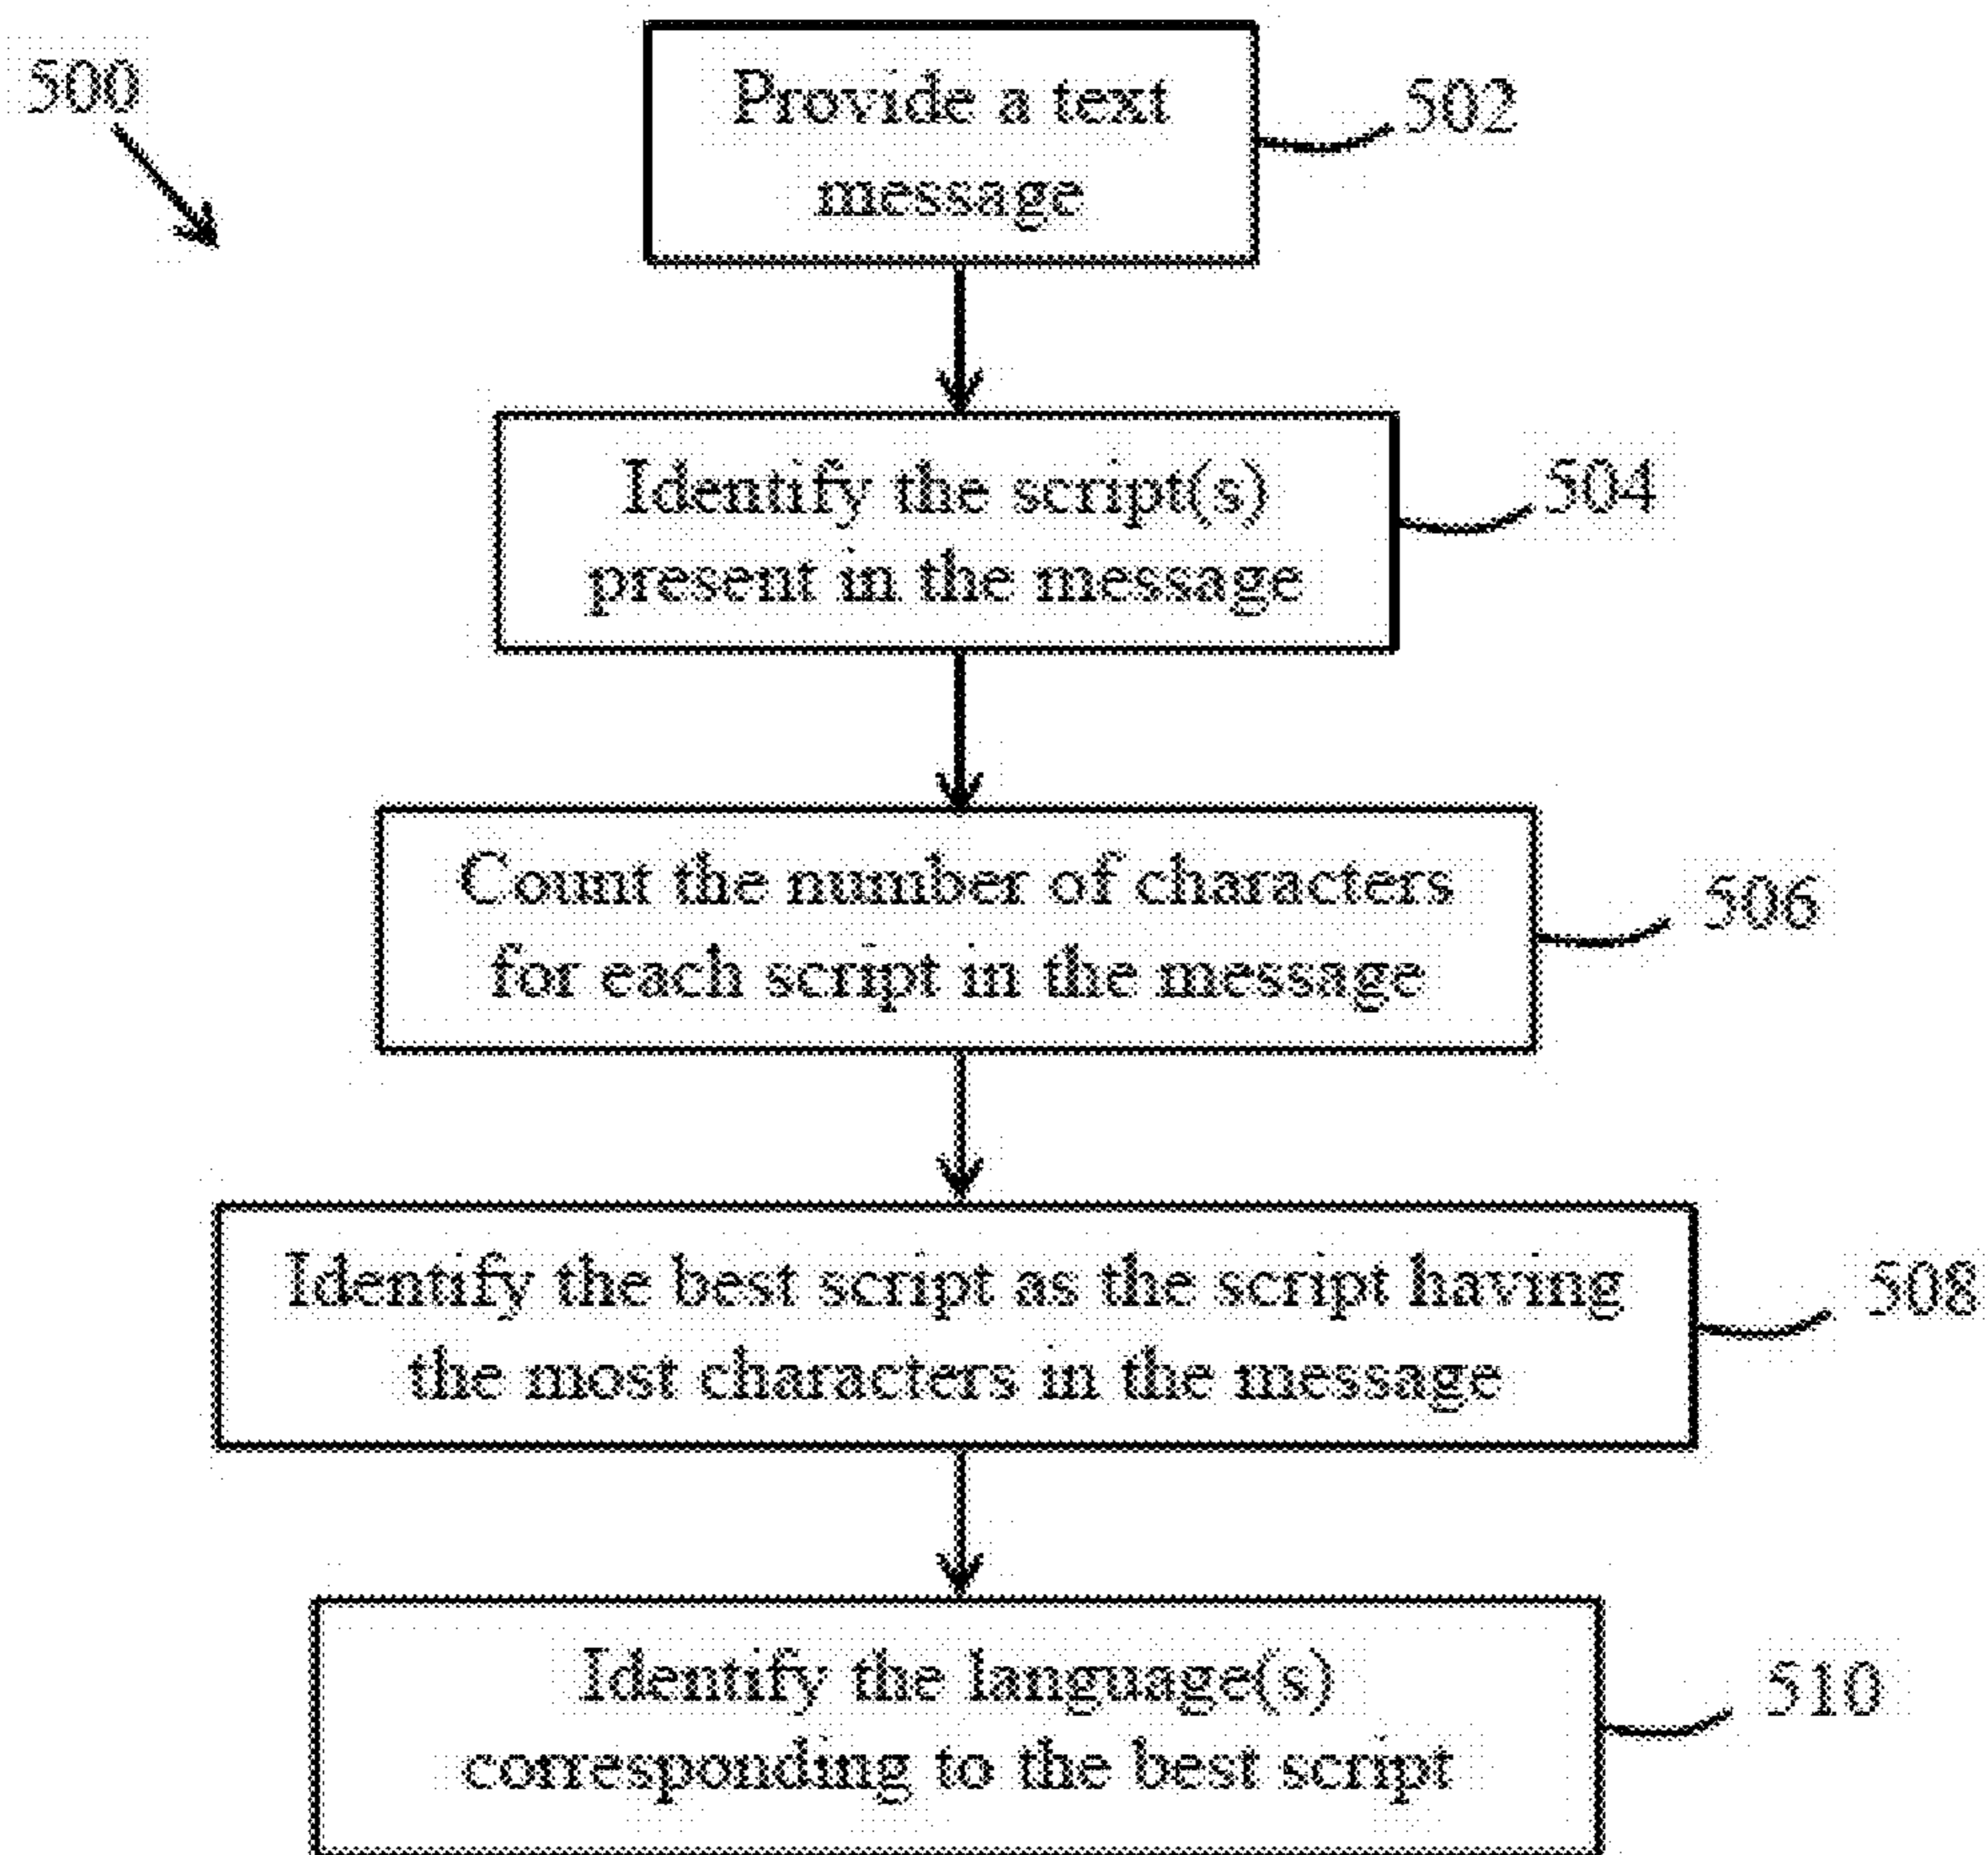 500
Provide a text
message
502
Identify the script(s)
present in the message
504
Count the number of characters
for each script in the message
506
Identify the best script as the script having
the most characters in the message
508
Identify the language(s)
corresponding to the best script
510